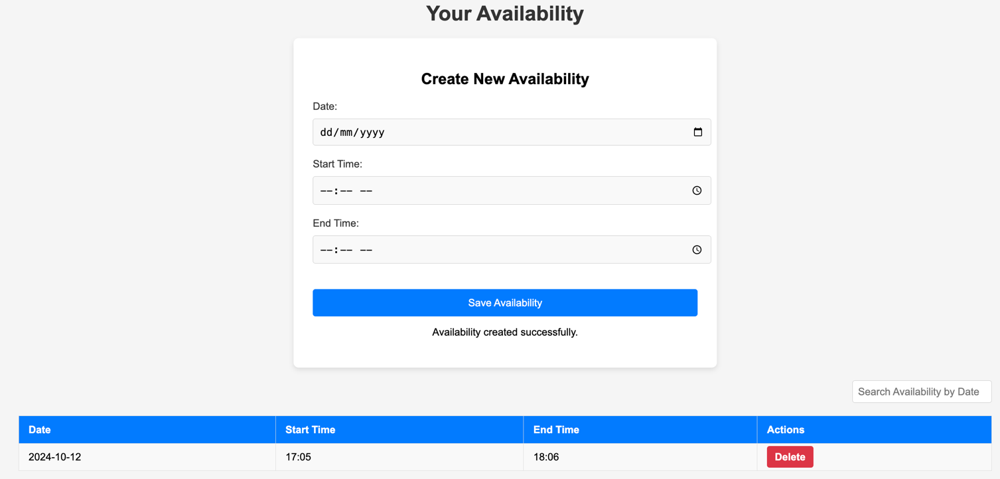 Your Availability
Create New Availability
Date:
dd/mm/yyyy
Start Time:
--:-- --
End Time:
--:-- --
Save Availability
Availability created successfully.
Search Availability by Date
Date Start Time End Time Actions
2024-10-12 17:05 18:06 Delete